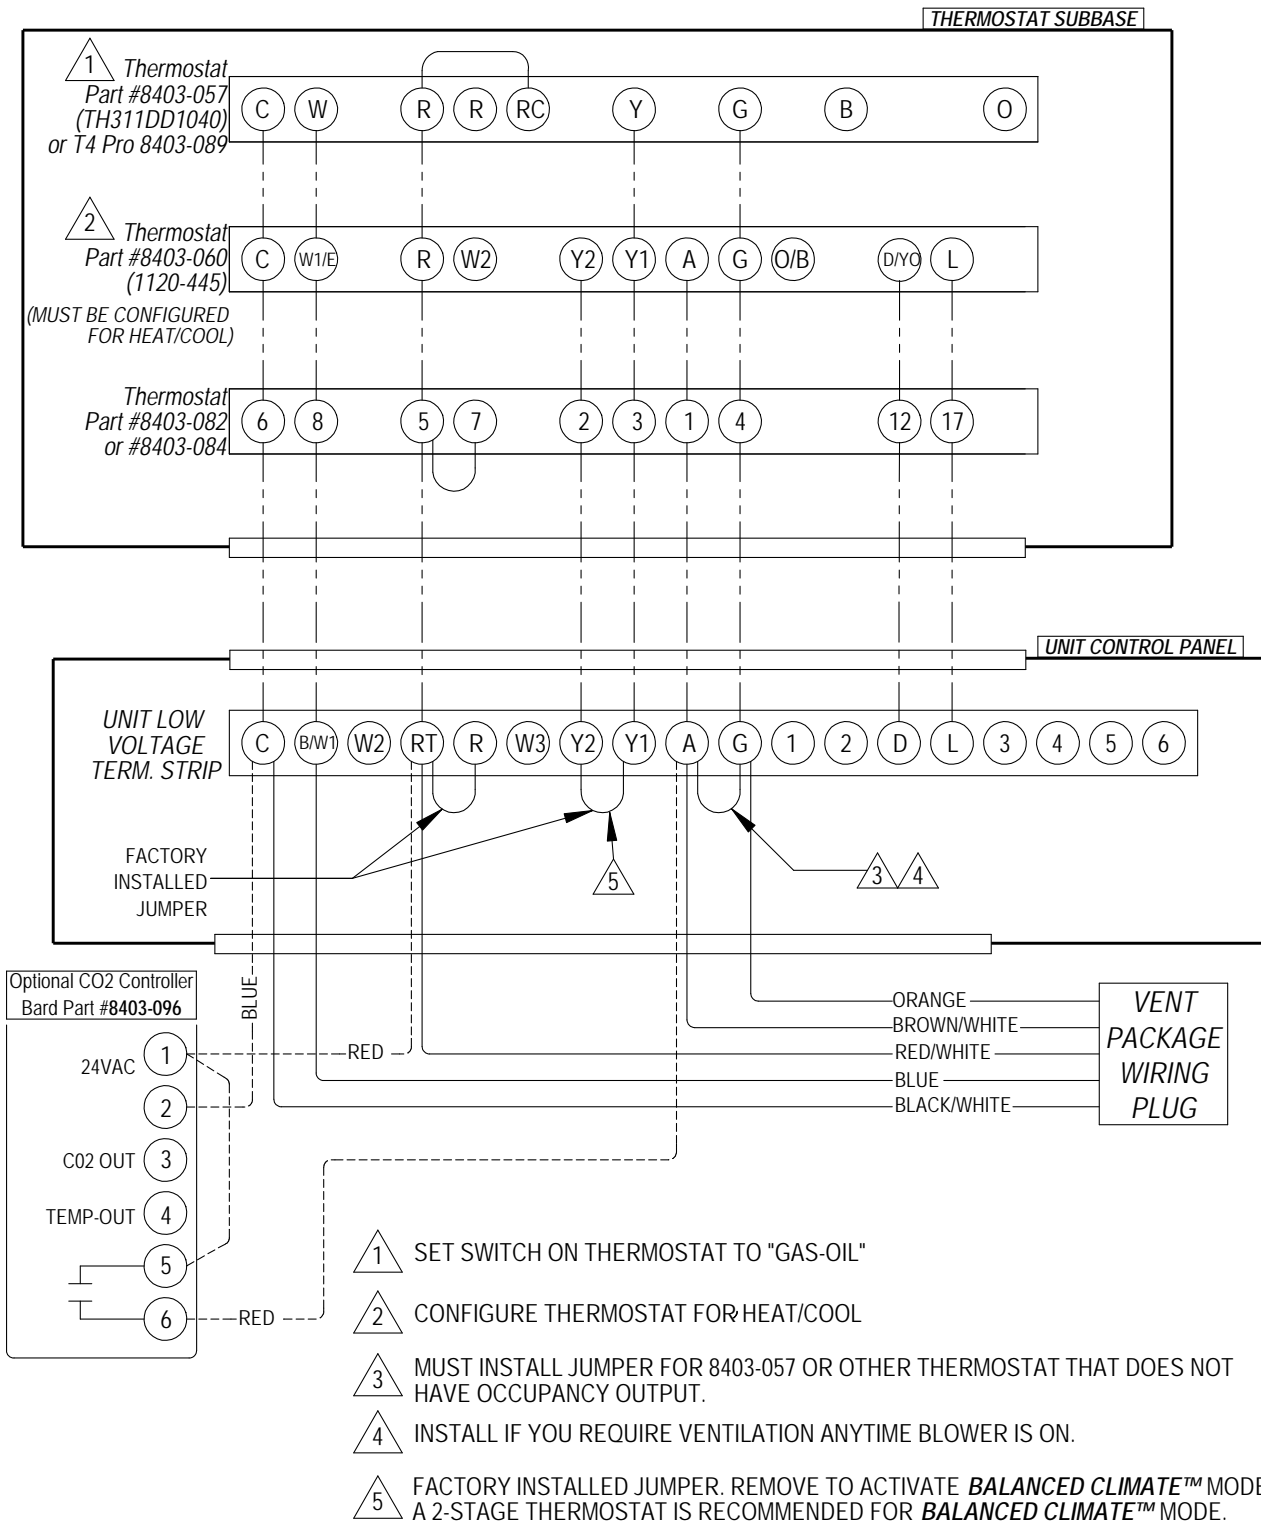 THERMOSTAT SUBBASE
1 Thermostat
Part #8403-057
(TH311DD1040)
or T4 Pro 8403-089
C W R R RC Y G B O
2 Thermostat
Part #8403-060
(1120-445)
(MUST BE CONFIGURED
FOR HEAT/COOL)
C W1/E R W2 Y2 Y1 A G O/B D/YO L
Thermostat
Part #8403-082
or #8403-084
6 8 5 7 2 3 1 4 12 17
UNIT CONTROL PANEL
UNIT LOW
VOLTAGE
TERM. STRIP
C B/W1 W2 RT R W3 Y2 Y1 A G 1 2 D L 3 4 5 6
FACTORY
INSTALLED
JUMPER
5
3 4
Optional CO2 Controller
Bard Part #8403-096
24VAC
1
2
C02 OUT 3
TEMP-OUT 4
5
6
BLUE
RED
RED
ORANGE
BROWN/WHITE
RED/WHITE
BLUE
BLACK/WHITE
VENT
PACKAGE
WIRING
PLUG
1 SET SWITCH ON THERMOSTAT TO "GAS-OIL"
2 CONFIGURE THERMOSTAT FOR HEAT/COOL
3 MUST INSTALL JUMPER FOR 8403-057 OR OTHER THERMOSTAT THAT DOES NOT
HAVE OCCUPANCY OUTPUT.
4 INSTALL IF YOU REQUIRE VENTILATION ANYTIME BLOWER IS ON.
5 FACTORY INSTALLED JUMPER. REMOVE TO ACTIVATE BALANCED CLIMATE™ MODE
A 2-STAGE THERMOSTAT IS RECOMMENDED FOR BALANCED CLIMATE™ MODE.